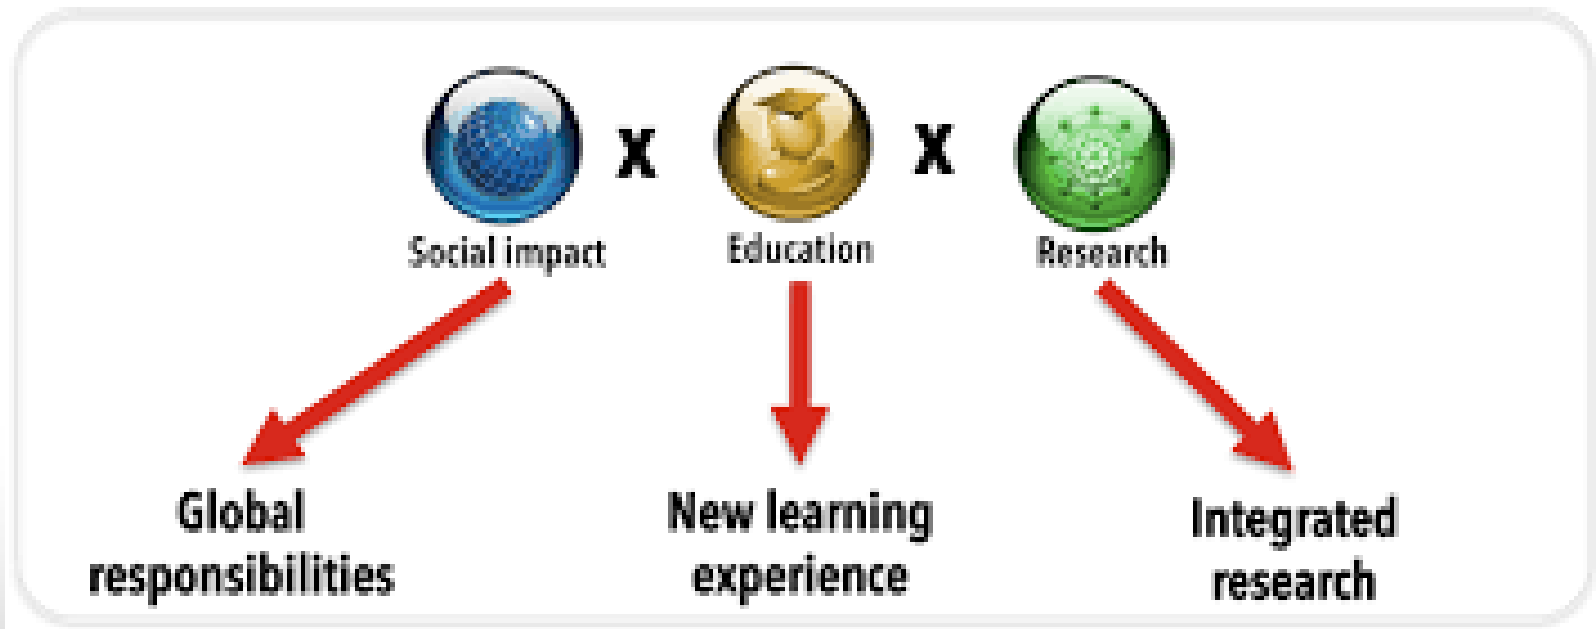 X X
Social impact Education Research
Global
responsibilities
New learning
experience
Integrated
research